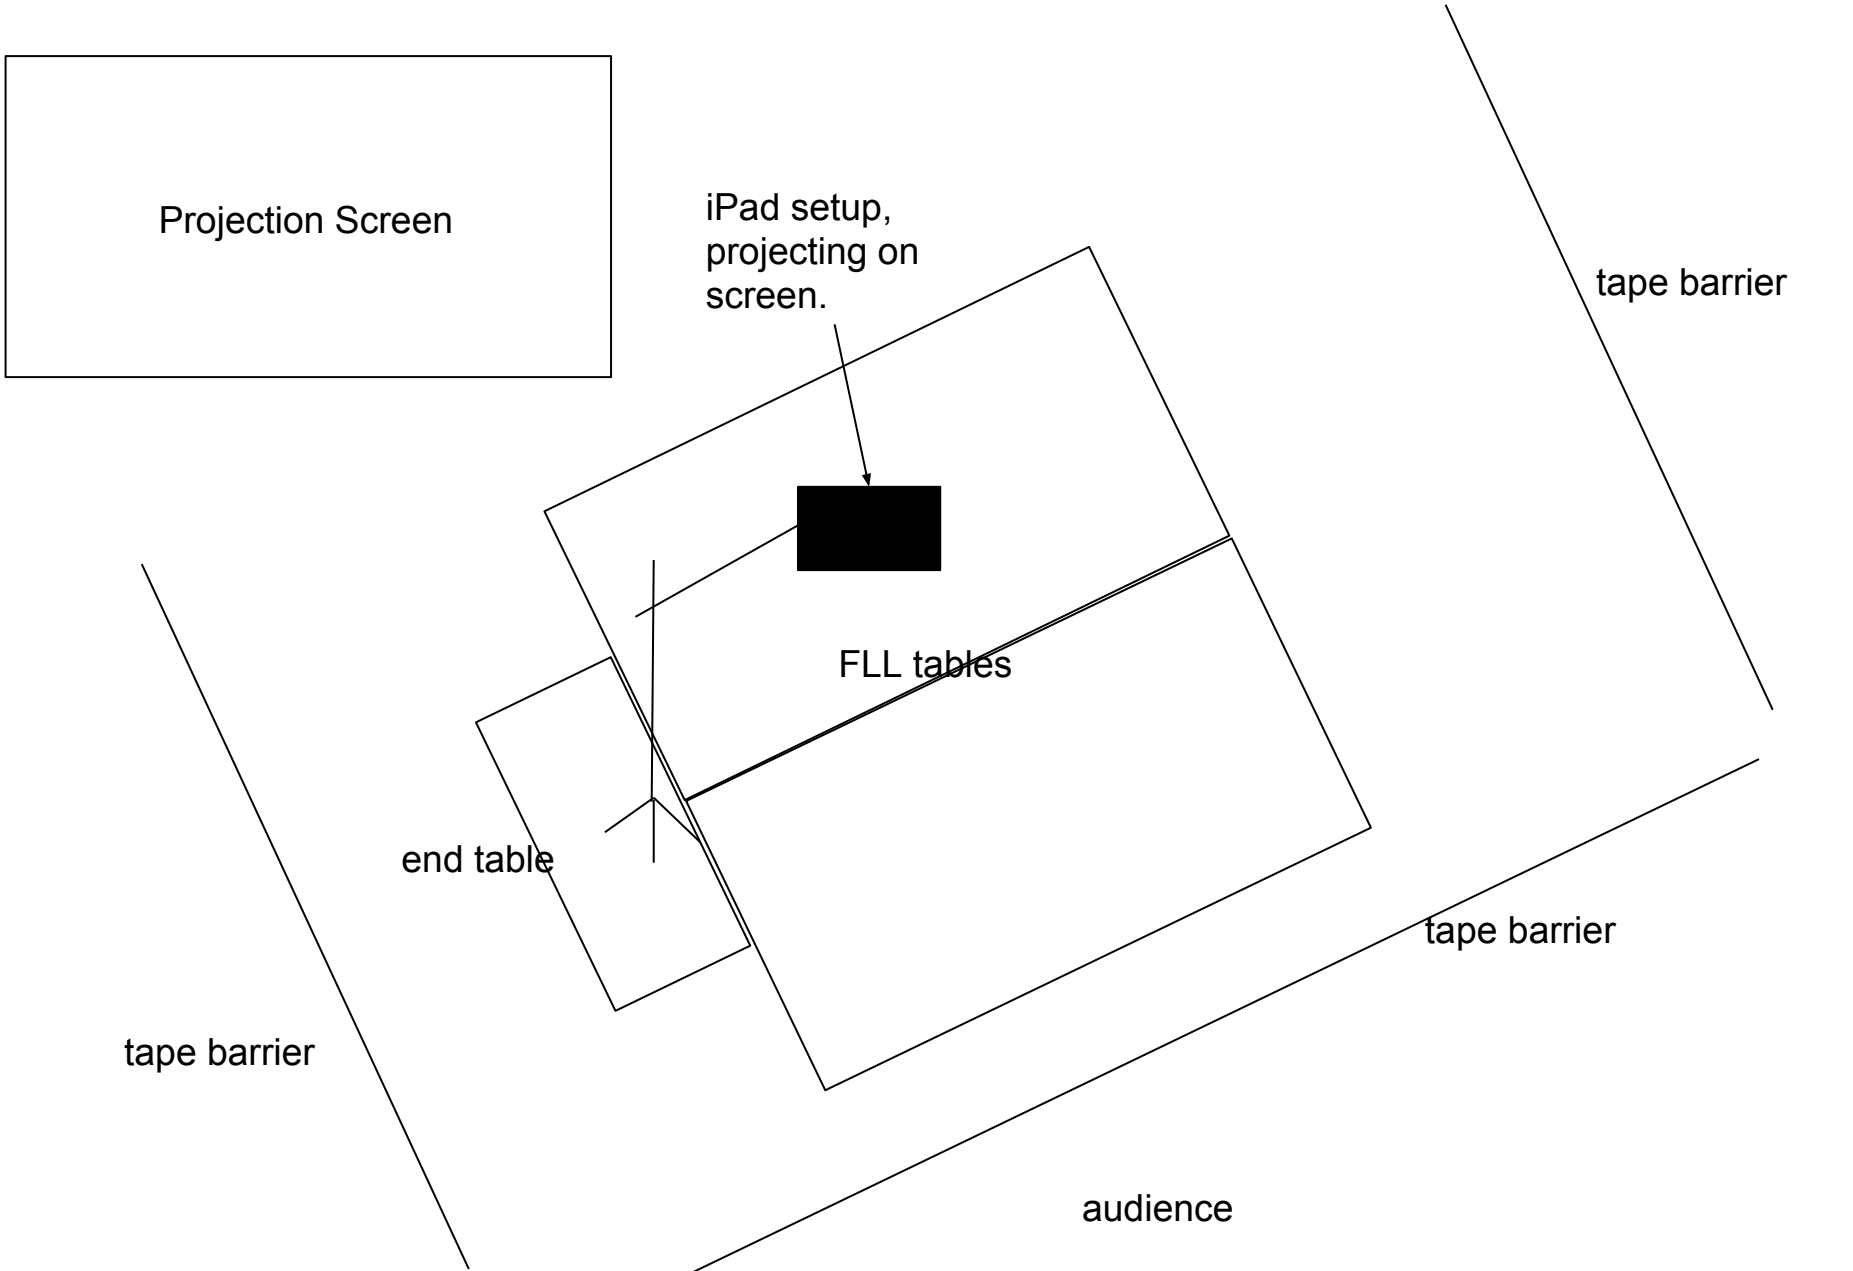 Projection Screen
iPad setup,
projecting on
screen.
tape barrier
FLL tables
end table
tape barrier
tape barrier
audience